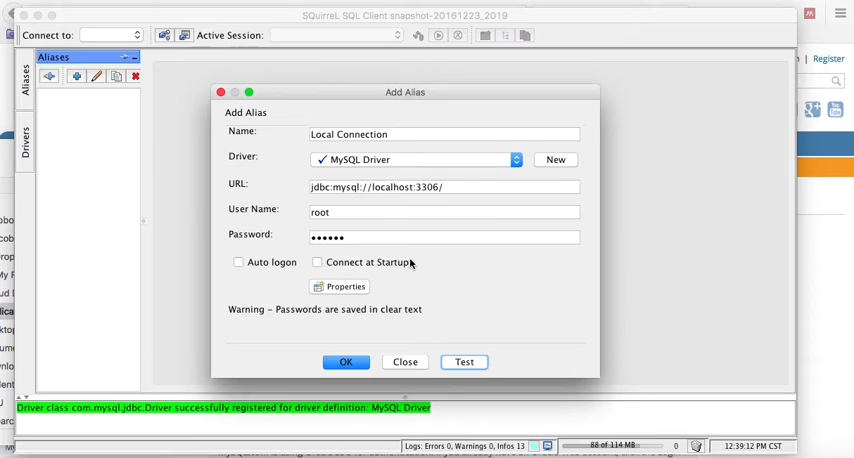 SQuirreL SQL Client snapshot-20161223_2019
Connect to:
Active Session:
| Register
Aliases
Aliases
Drivers
Add Alias
Add Alias
Name:
Local Connection
Driver:
✓ MySQL Driver
New
URL:
jdbc:mysql://localhost:3306/
User Name:
root
Password:
••••••
Auto logon
Connect at Startup
Properties
Warning - Passwords are saved in clear text
OK
Close
Test
Driver class com.mysql.jdbc.Driver successfully registered for driver definition: MySQL Driver
Logs: Errors 0, Warnings 0, Infos 13
88 of 114 MB
0
12:39:12 PM CST